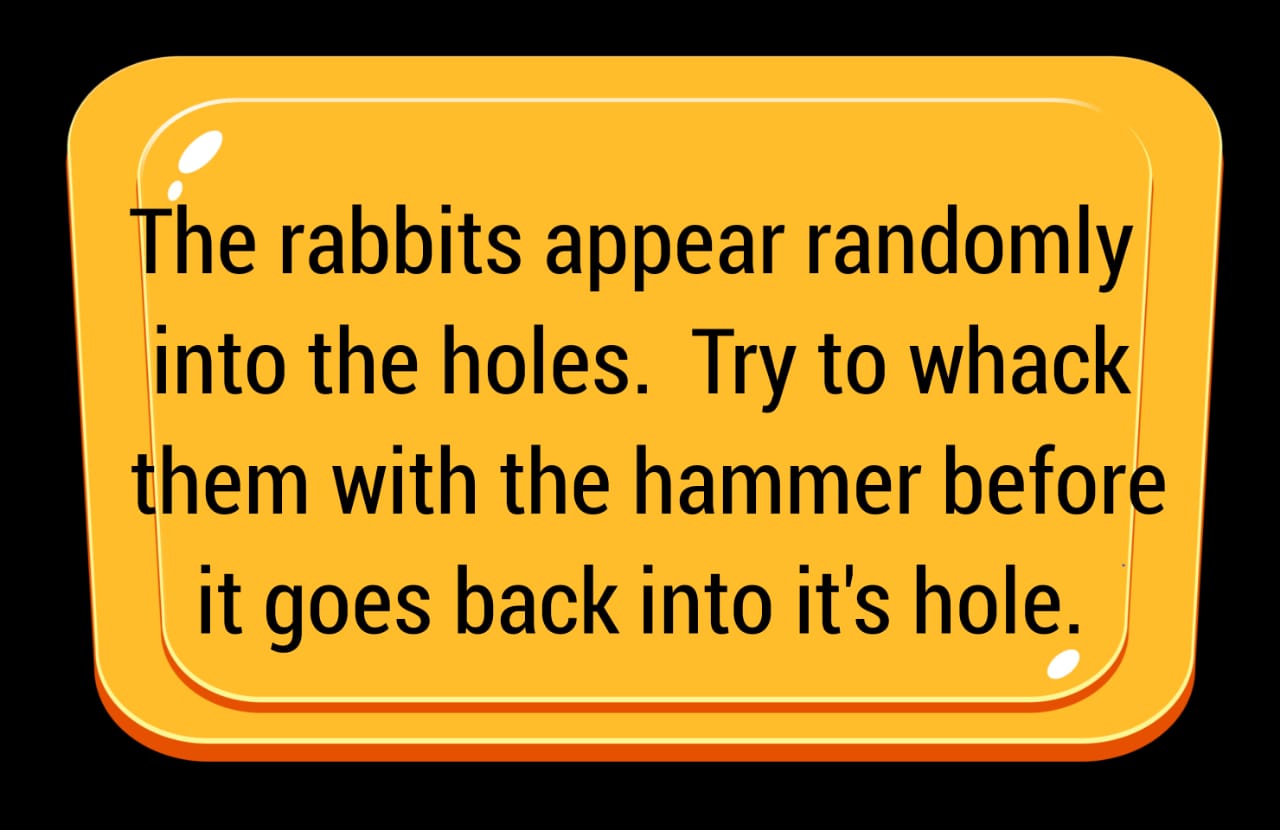 The rabbits appear randomly
into the holes.  Try to whack
them with the hammer before
it goes back into it's hole.